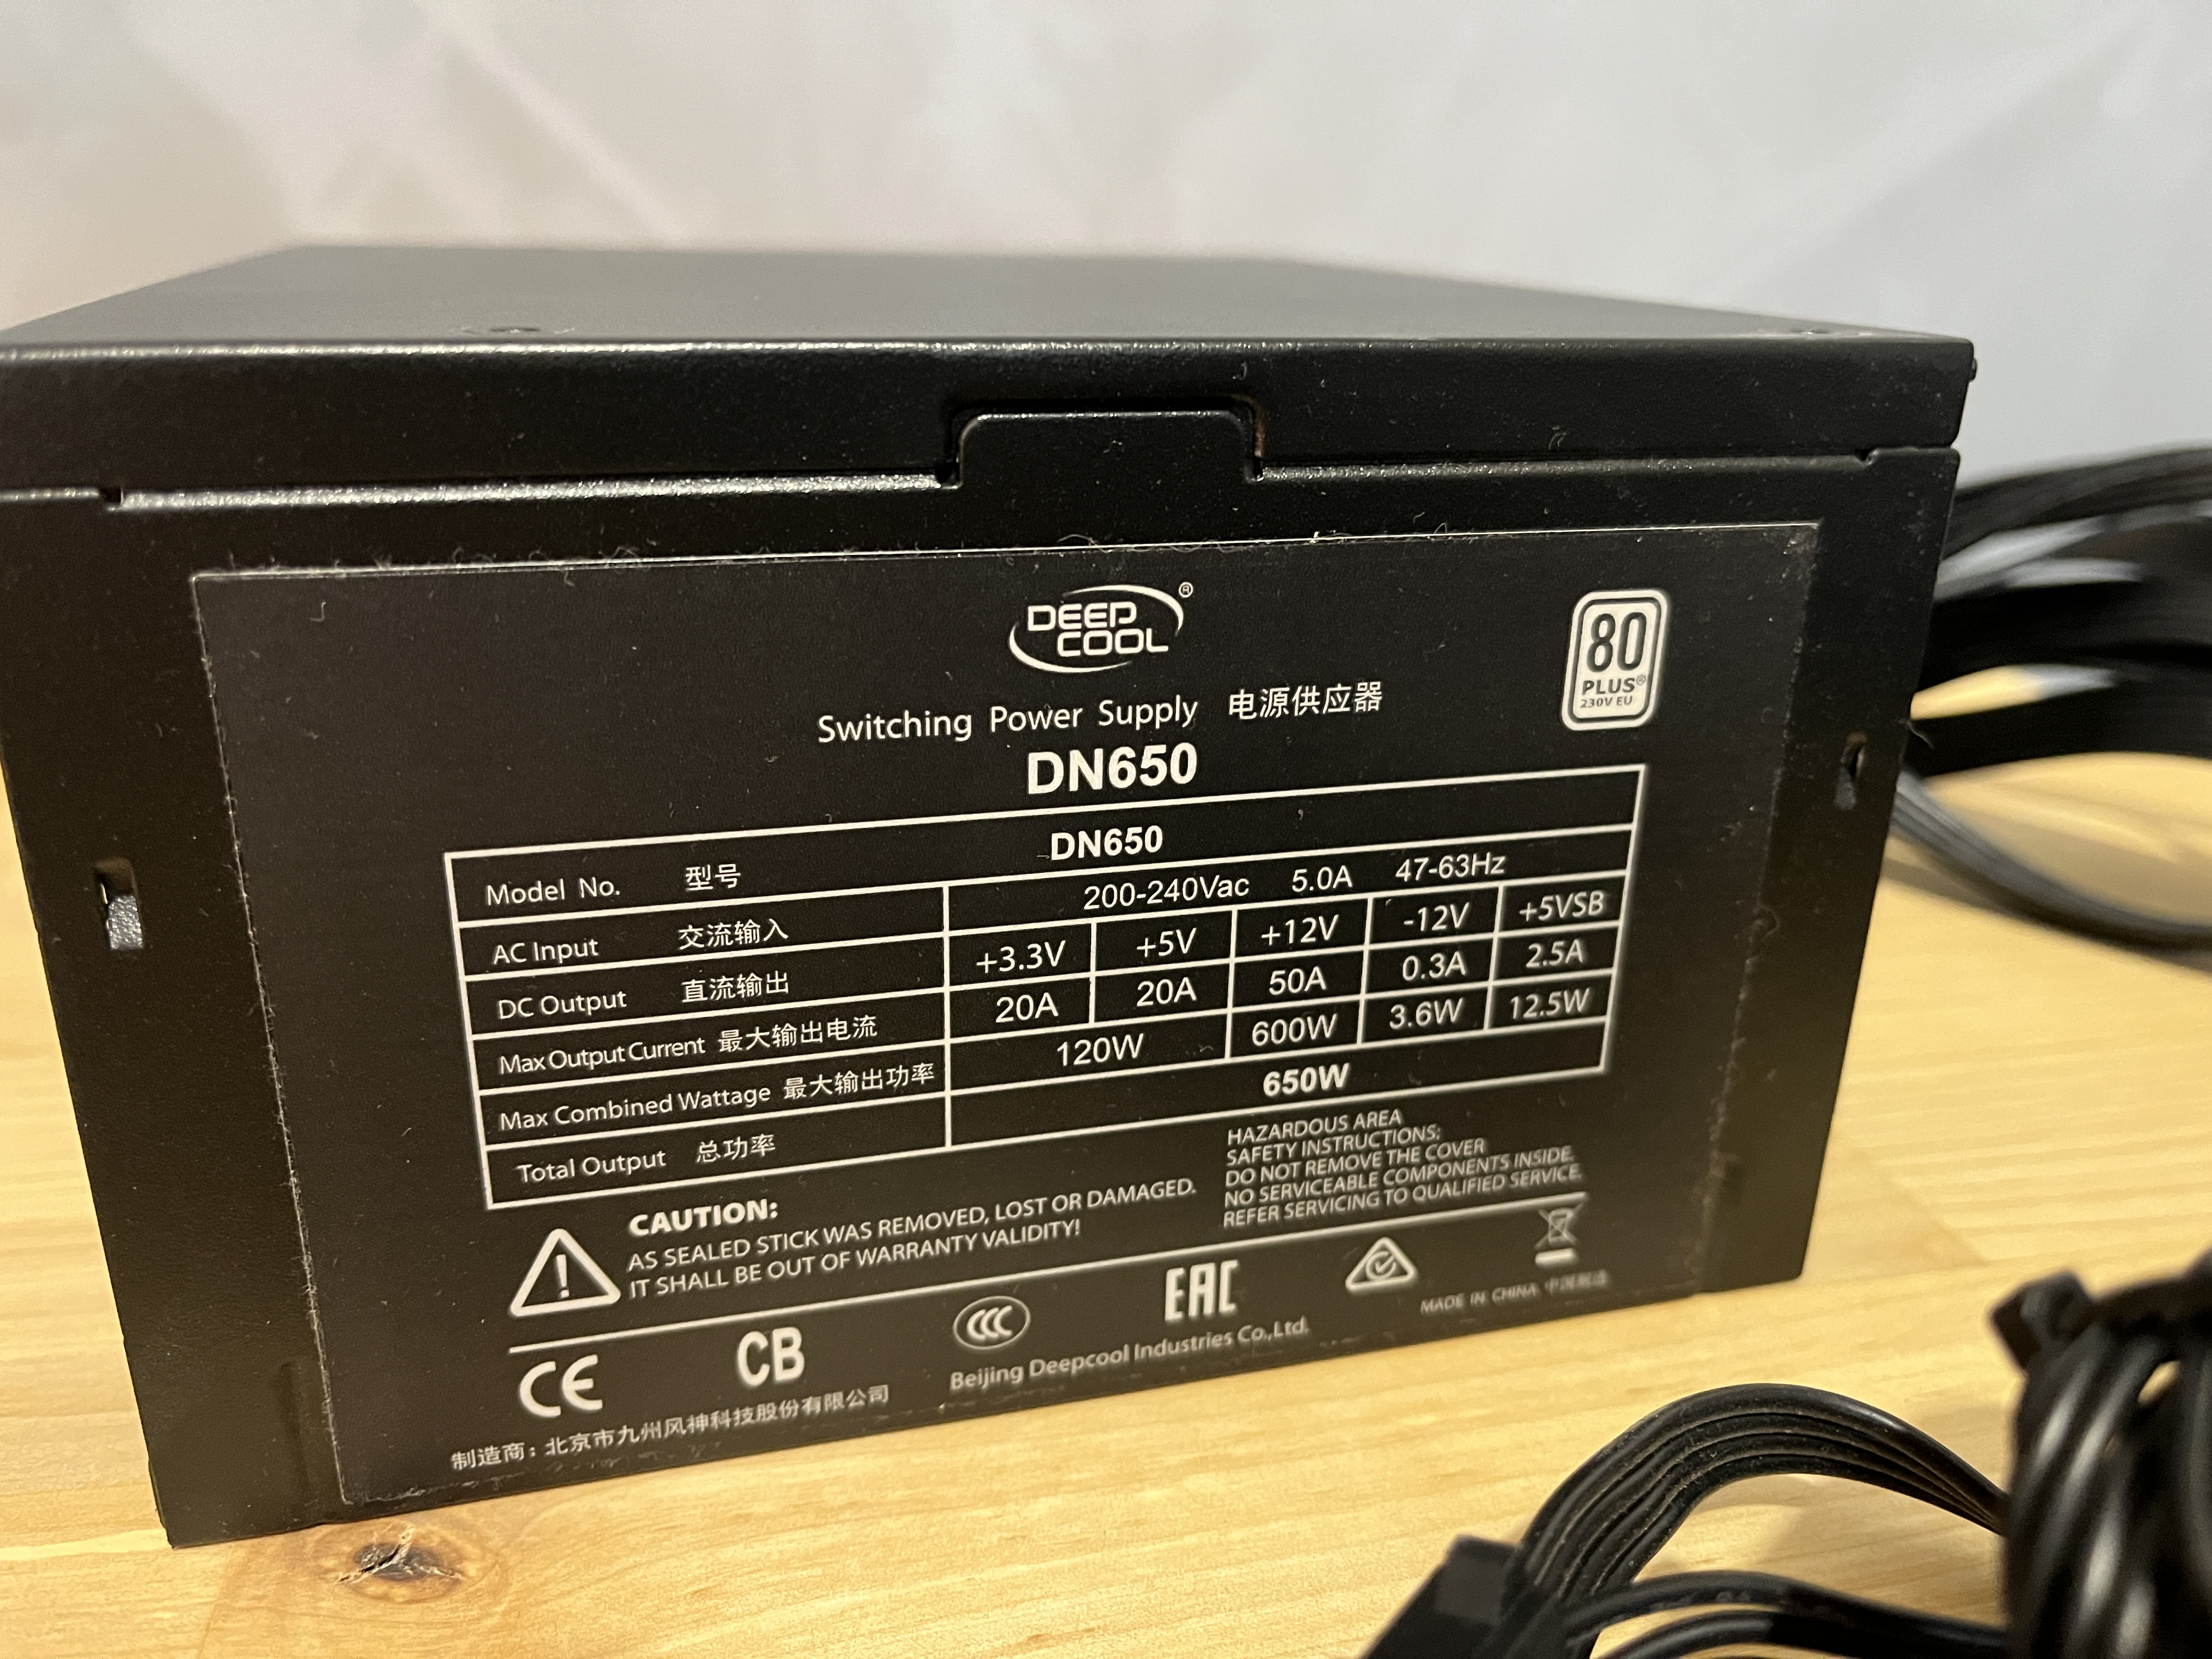 DEEP
COOL®
80
PLUS®
230V EU
Switching Power Supply 电源供应器
DN650
Model No. 型号 DN650
AC Input 交流输入 200-240Vac 5.0A 47-63Hz
DC Output 直流输出 +3.3V +5V +12V -12V +5VSB
Max Output Current 最大输出电流 20A 20A 50A 0.3A 2.5A
Max Combined Wattage 最大输出功率 120W 600W 3.6W 12.5W
Total Output 总功率 650W
CAUTION:
AS SEALED STICK WAS REMOVED, LOST OR DAMAGED.
IT SHALL BE OUT OF WARRANTY VALIDITY!
HAZARDOUS AREA
SAFETY INSTRUCTIONS:
DO NOT REMOVE THE COVER
NO SERVICEABLE COMPONENTS INSIDE.
REFER SERVICING TO QUALIFIED SERVICE.
CE CB CCC EAC
MADE IN CHINA 中国制造
制造商: 北京市九州风神科技股份有限公司 Beijing Deepcool Industries Co.,Ltd.